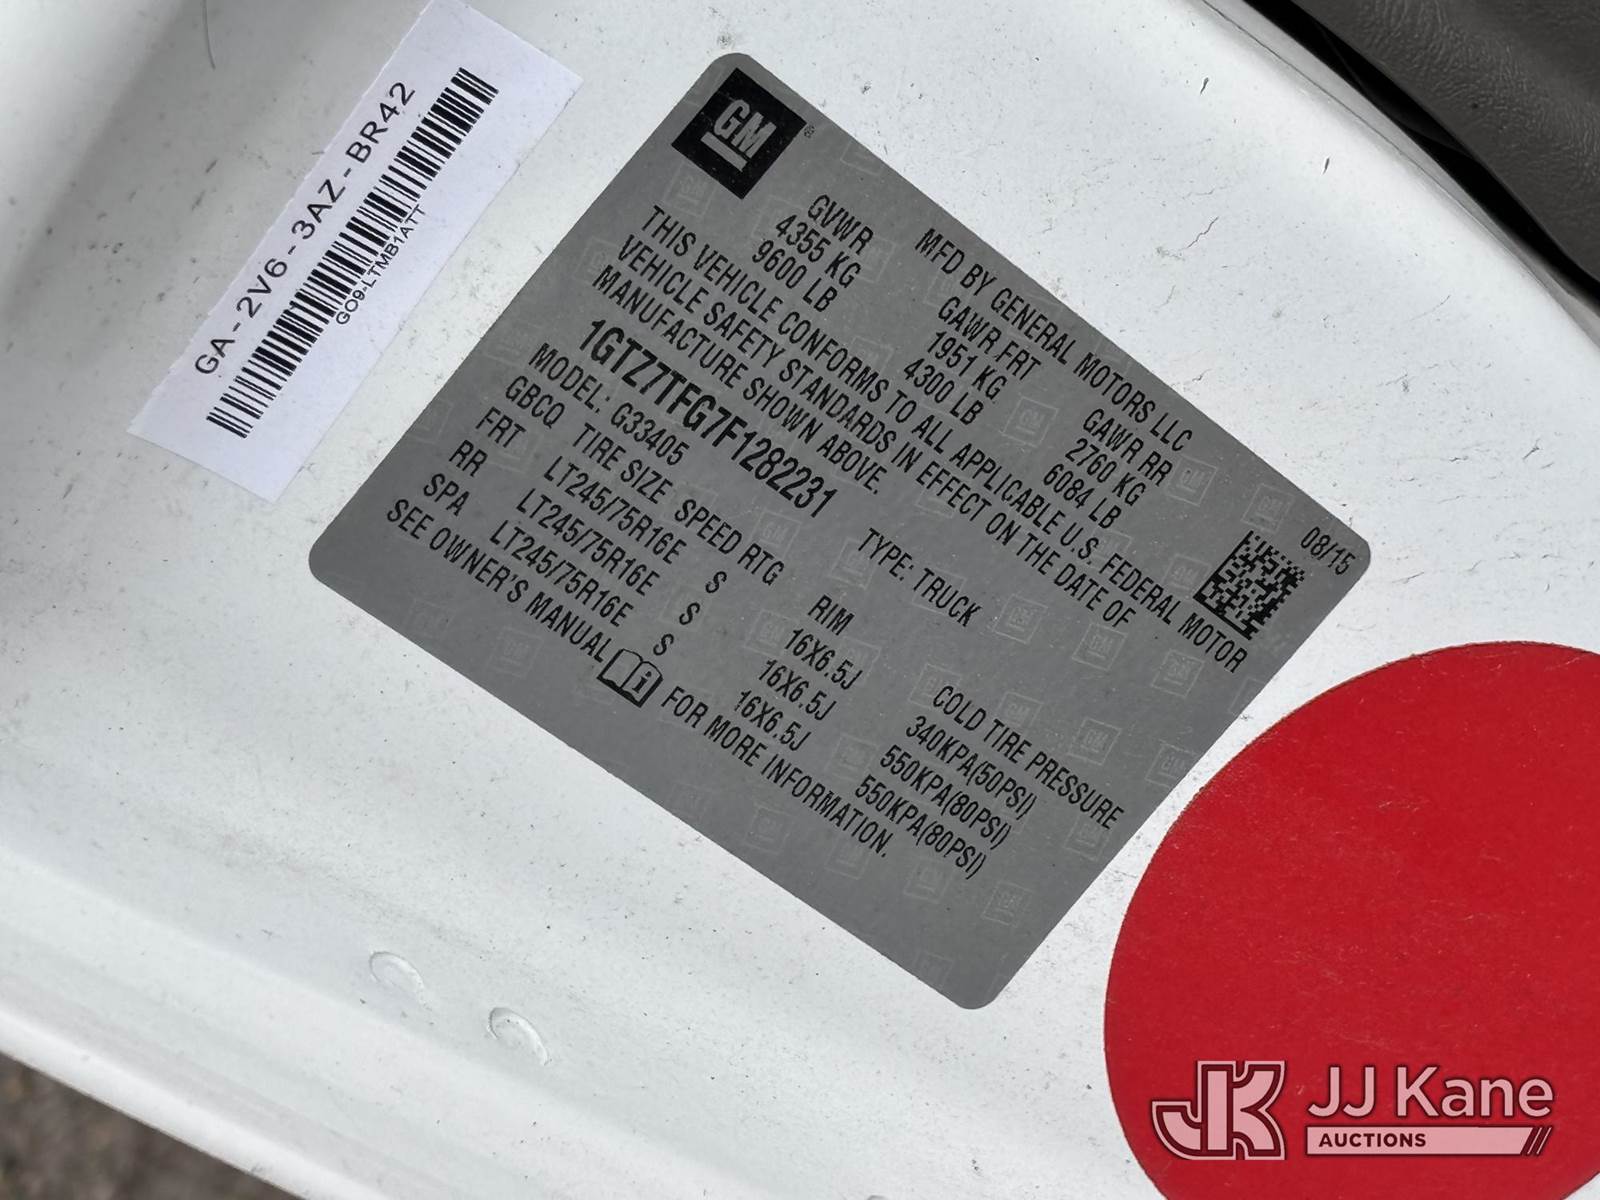 GA-2V6-3AZ-BR42
GO9-LTMB1ATT
GM
MFD BY GENERAL MOTORS LLC 08/15
GVWR GAWR FRT GAWR RR
4355 KG 1951 KG 2760 KG
9600 LB 4300 LB 6084 LB
THIS VEHICLE CONFORMS TO ALL APPLICABLE U.S. FEDERAL MOTOR
VEHICLE SAFETY STANDARDS IN EFFECT ON THE DATE OF
MANUFACTURE SHOWN ABOVE.
1GTZ7TFG7F1282231 TYPE: TRUCK
MODEL: G33405
GBCQ TIRE SIZE SPEED RTG RIM COLD TIRE PRESSURE
FRT LT245/75R16E S 16X6.5J 340KPA(50PSI)
RR LT245/75R16E S 16X6.5J 550KPA(80PSI)
SPA LT245/75R16E S 16X6.5J 550KPA(80PSI)
SEE OWNER'S MANUAL i FOR MORE INFORMATION.
JK JJ Kane
AUCTIONS